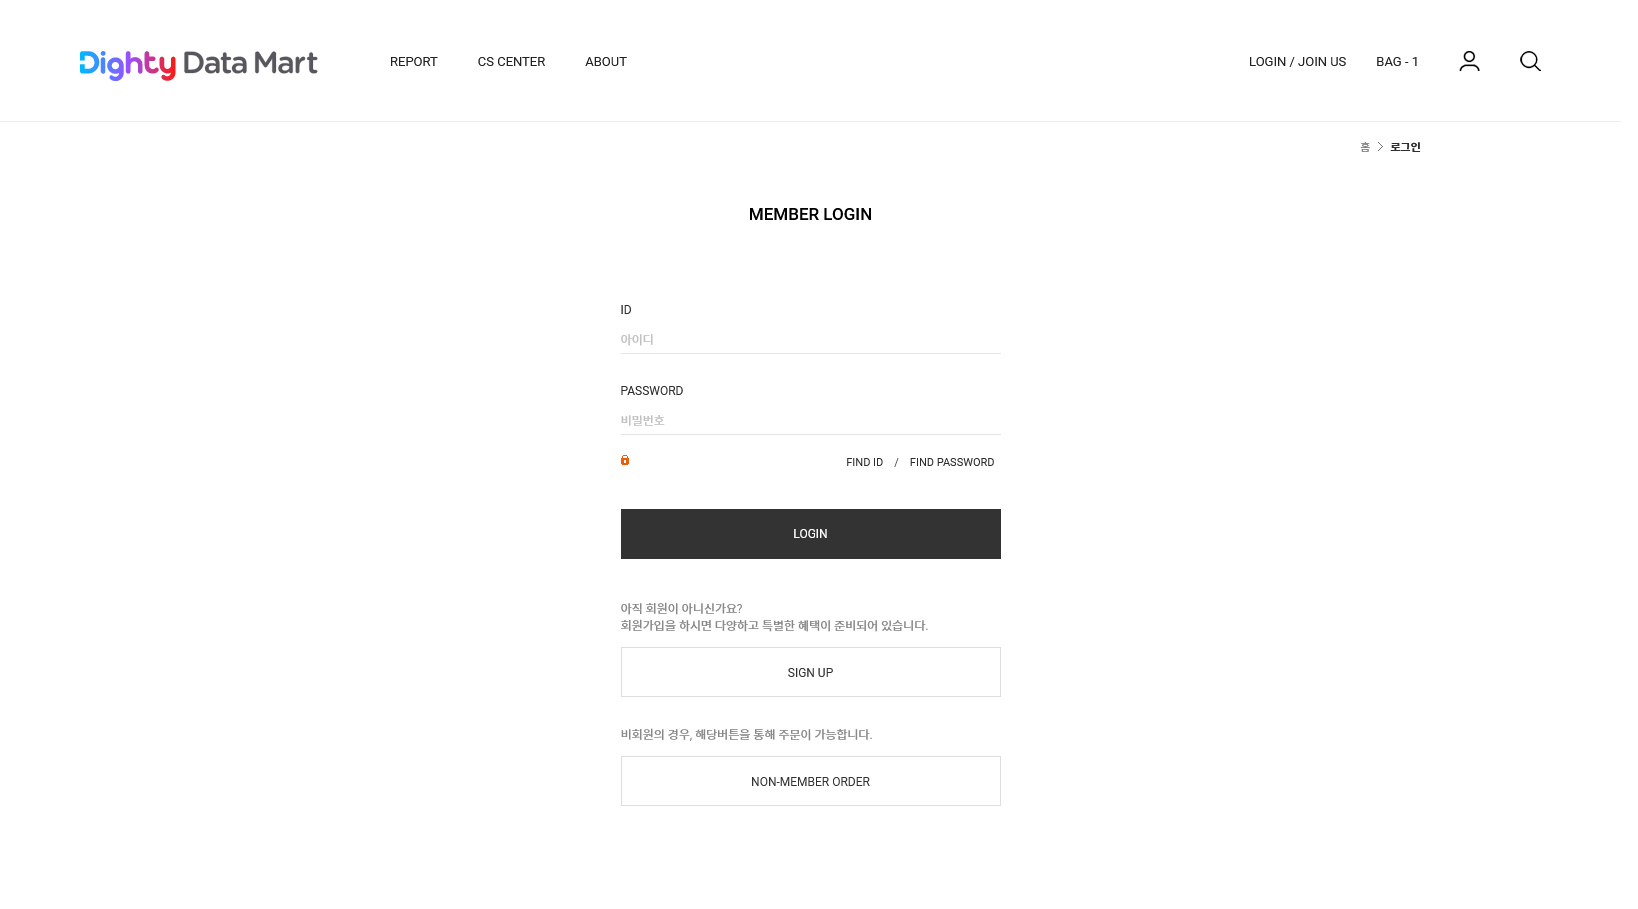 Dighty Data Mart
REPORT
CS CENTER
ABOUT
LOGIN / JOIN US
BAG - 1
홈 > 로그인
MEMBER LOGIN
ID
아이디
PASSWORD
비밀번호
FIND ID / FIND PASSWORD
LOGIN
아직 회원이 아니신가요?
회원가입을 하시면 다양하고 특별한 혜택이 준비되어 있습니다.
SIGN UP
비회원의 경우, 해당버튼을 통해 주문이 가능합니다.
NON-MEMBER ORDER